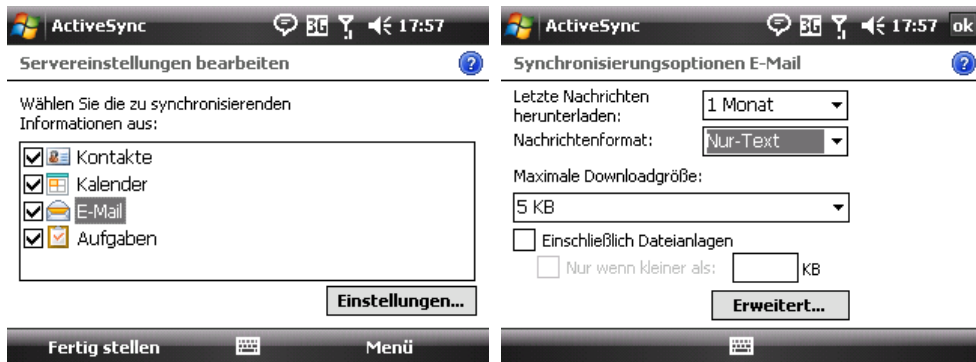 ActiveSync 3G 17:57
Servereinstellungen bearbeiten ?
Wählen Sie die zu synchronisierenden
Informationen aus:
Kontakte
Kalender
E-Mail
Aufgaben
Einstellungen...
Fertig stellen Menü
ActiveSync 3G 17:57 ok
Synchronisierungsoptionen E-Mail ?
Letzte Nachrichten
herunterladen: 1 Monat
Nachrichtenformat: Nur-Text
Maximale Downloadgröße:
5 KB
Einschließlich Dateianlagen
Nur wenn kleiner als: KB
Erweitert...